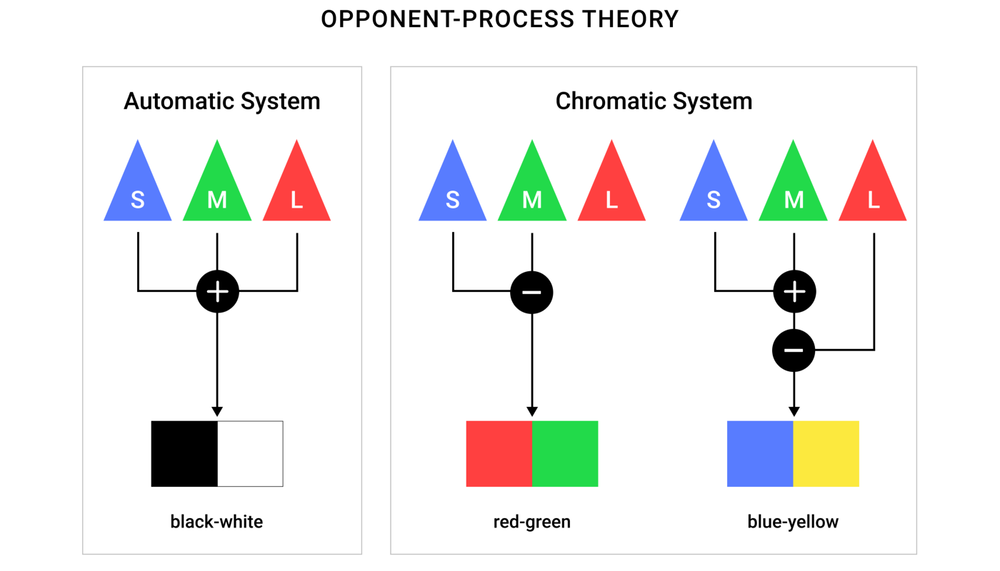 OPPONENT-PROCESS THEORY
Automatic System
S M L
+
black-white
Chromatic System
S M L
−
red-green
S M L
+
−
blue-yellow